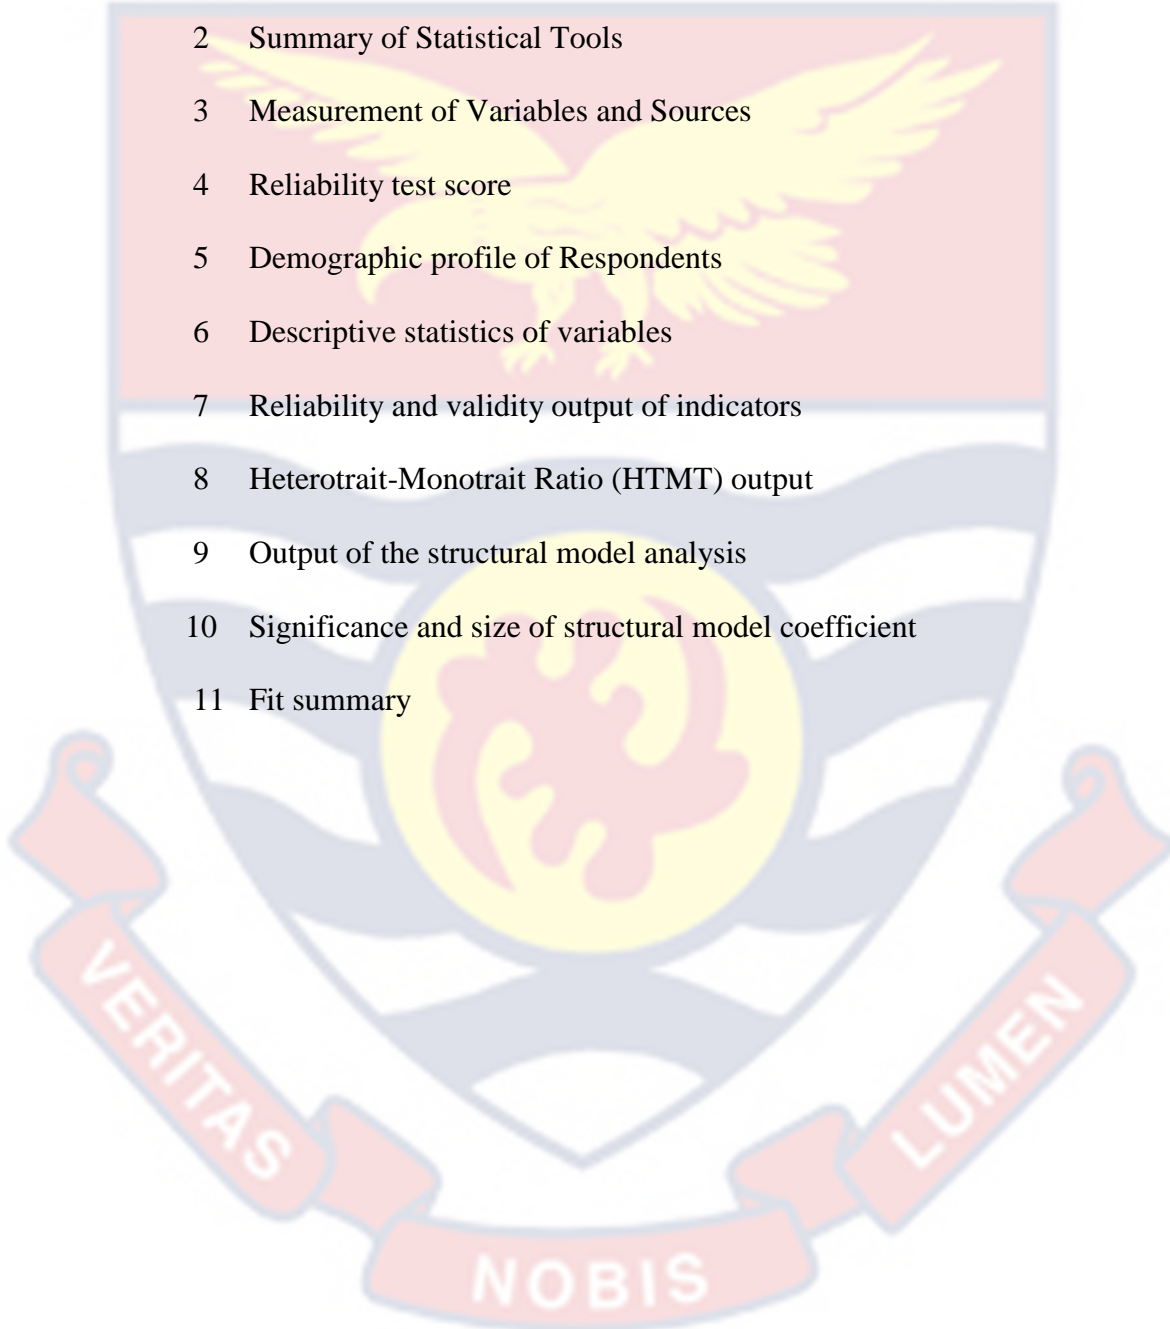 2 Summary of Statistical Tools
3 Measurement of Variables and Sources
4 Reliability test score
5 Demographic profile of Respondents
6 Descriptive statistics of variables
7 Reliability and validity output of indicators
8 Heterotrait-Monotrait Ratio (HTMT) output
9 Output of the structural model analysis
10 Significance and size of structural model coefficient
11 Fit summary
VERITAS
NOBIS
LUMEN